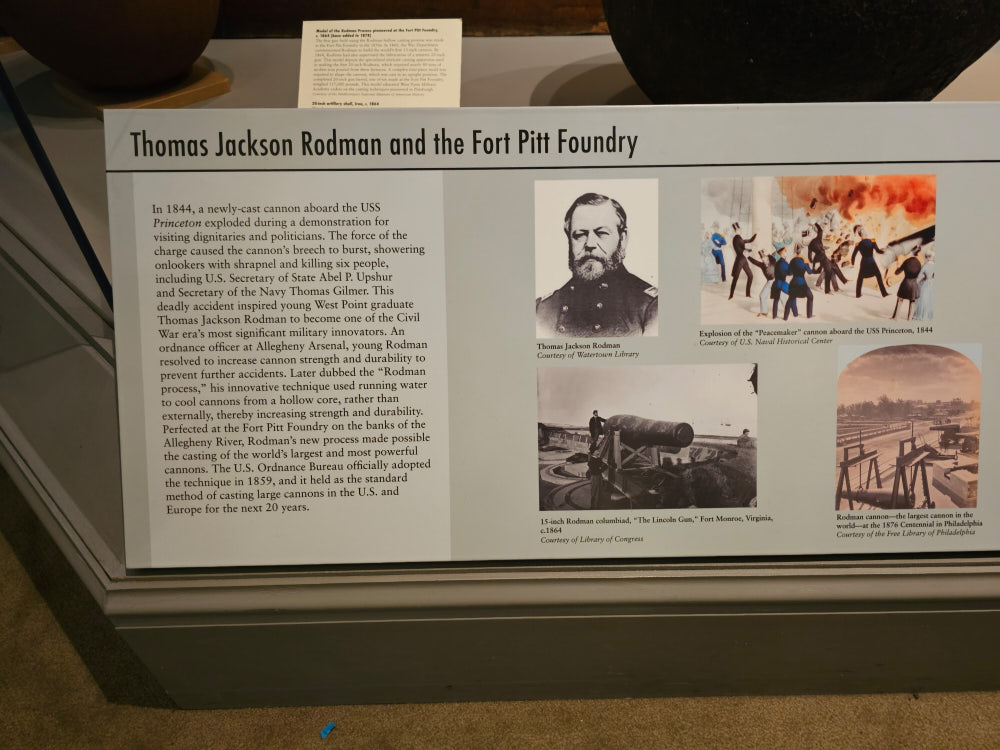 Model of the Rodman Process pioneered at the Fort Pitt Foundry,
c. 1864 (base added in 1876)
20-inch artillery shell, iron, c. 1864
Thomas Jackson Rodman and the Fort Pitt Foundry
In 1844, a newly-cast cannon aboard the USS
Princeton exploded during a demonstration for
visiting dignitaries and politicians. The force of the
charge caused the cannon's breech to burst, showering
onlookers with shrapnel and killing six people,
including U.S. Secretary of State Abel P. Upshur
and Secretary of the Navy Thomas Gilmer. This
deadly accident inspired young West Point graduate
Thomas Jackson Rodman to become one of the Civil
War era's most significant military innovators. An
ordnance officer at Allegheny Arsenal, young Rodman
resolved to increase cannon strength and durability to
prevent further accidents. Later dubbed the "Rodman
process," his innovative technique used running water
to cool cannons from a hollow core, rather than
externally, thereby increasing strength and durability.
Perfected at the Fort Pitt Foundry on the banks of the
Allegheny River, Rodman's new process made possible
the casting of the world's largest and most powerful
cannons. The U.S. Ordnance Bureau officially adopted
the technique in 1859, and it held as the standard
method of casting large cannons in the U.S. and
Europe for the next 20 years.
Thomas Jackson Rodman
Courtesy of Watertown Library
Explosion of the "Peacemaker" cannon aboard the USS Princeton, 1844
Courtesy of U.S. Naval Historical Center
15-inch Rodman columbiad, "The Lincoln Gun," Fort Monroe, Virginia,
c.1864
Courtesy of Library of Congress
Rodman cannon—the largest cannon in the
world—at the 1876 Centennial in Philadelphia
Courtesy of the Free Library of Philadelphia